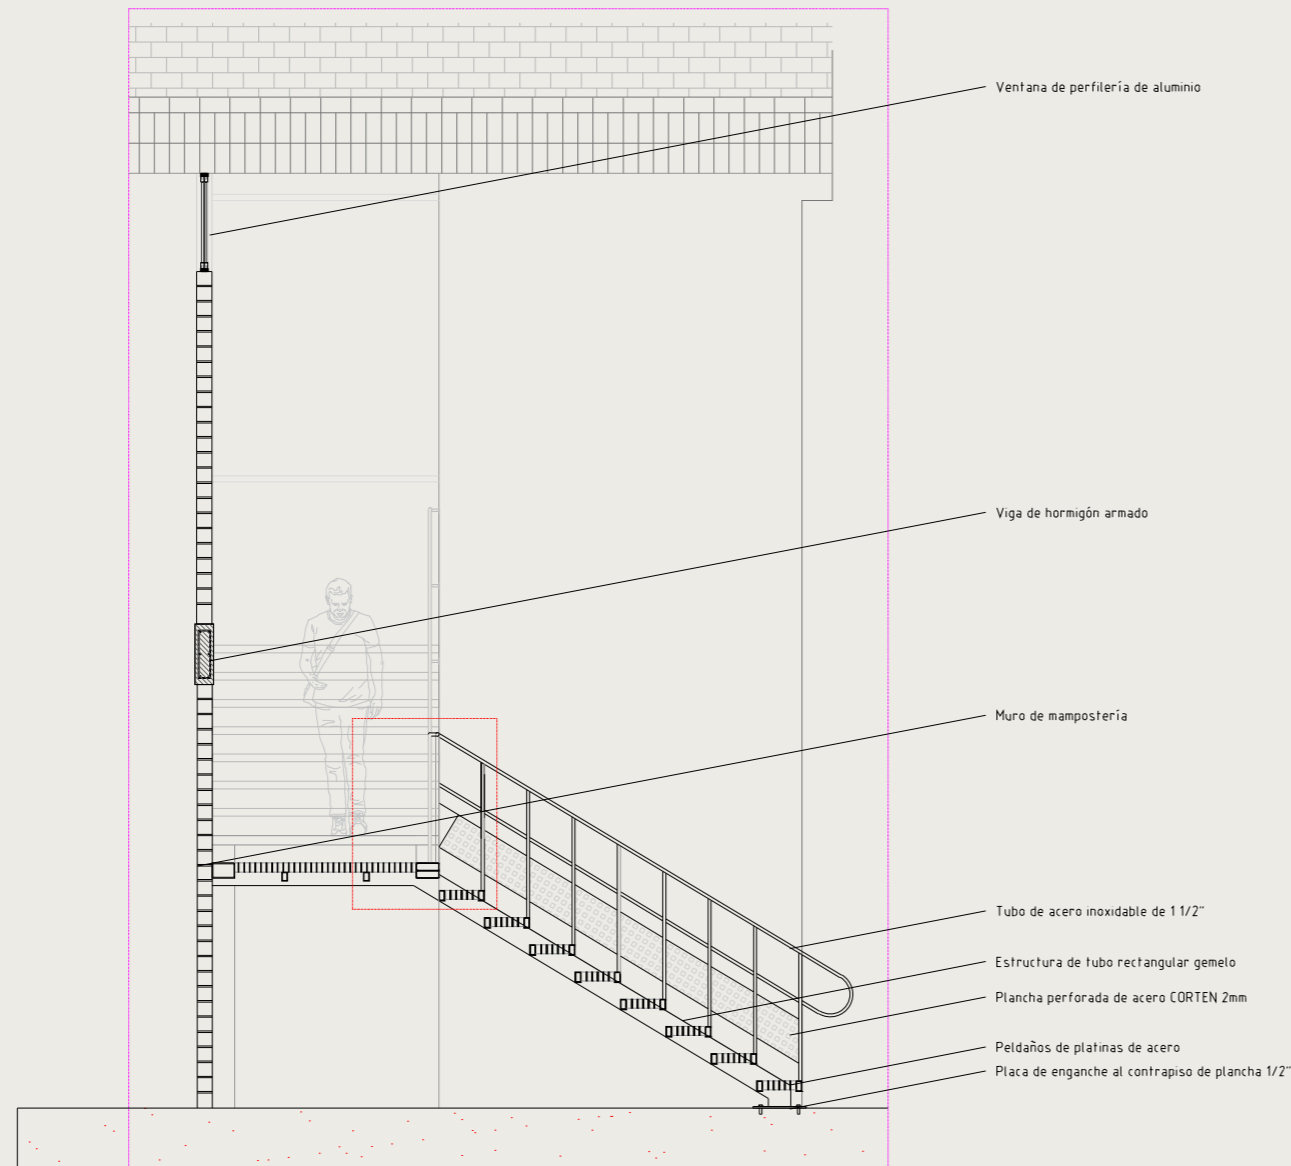 Ventana de perfilería de aluminio
Viga de hormigón armado
Muro de mampostería
Tubo de acero inoxidable de 1 1/2"
Estructura de tubo rectangular gemelo
Plancha perforada de acero CORTEN 2mm
Peldaños de platinas de acero
Placa de enganche al contrapiso de plancha 1/2"